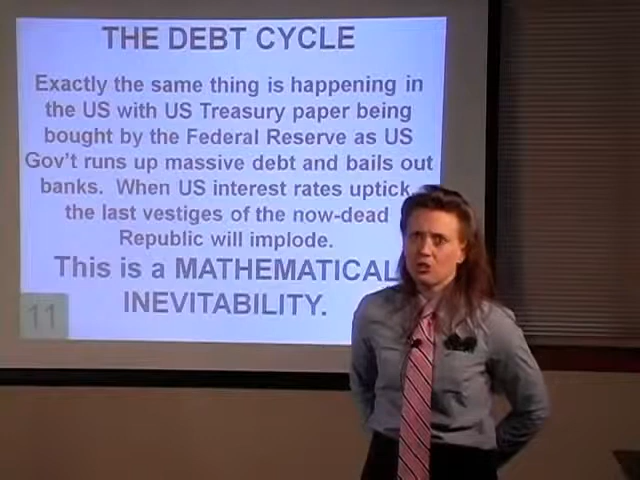 THE DEBT CYCLE
Exactly the same thing is happening in
the US with US Treasury paper being
bought by the Federal Reserve as US
Gov't runs up massive debt and bails out
banks. When US interest rates uptick
the last vestiges of the now-dead
Republic will implode.
This is a MATHEMATICAL
INEVITABILITY.
11